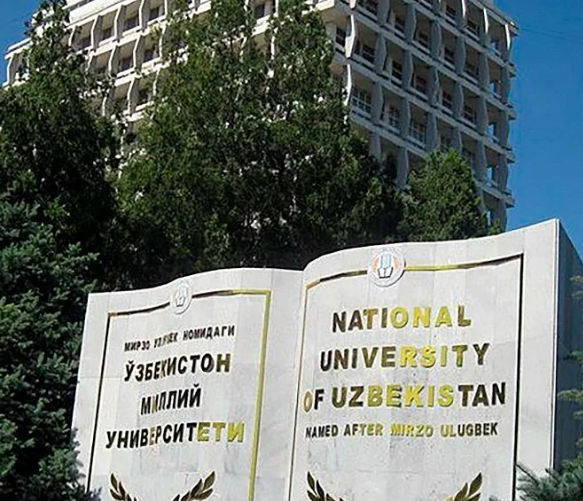 МИРЗО УЛУҒБЕК НОМИДАГИ
ЎЗБЕКИСТОН
МИЛЛИЙ
УНИВЕРСИТЕТИ
NATIONAL
UNIVERSITY
OF UZBEKISTAN
NAMED AFTER MIRZO ULUGBEK